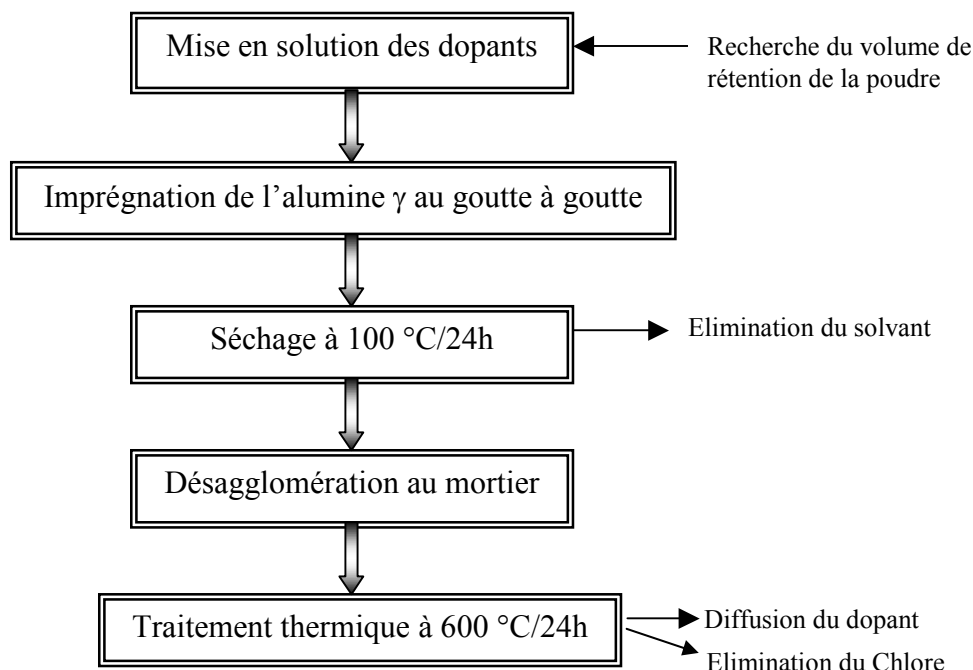 Mise en solution des dopants
Recherche du volume de
rétention de la poudre
Imprégnation de l'alumine γ au goutte à goutte
Séchage à 100 °C/24h
Elimination du solvant
Désagglomération au mortier
Traitement thermique à 600 °C/24h
Diffusion du dopant
Elimination du Chlore